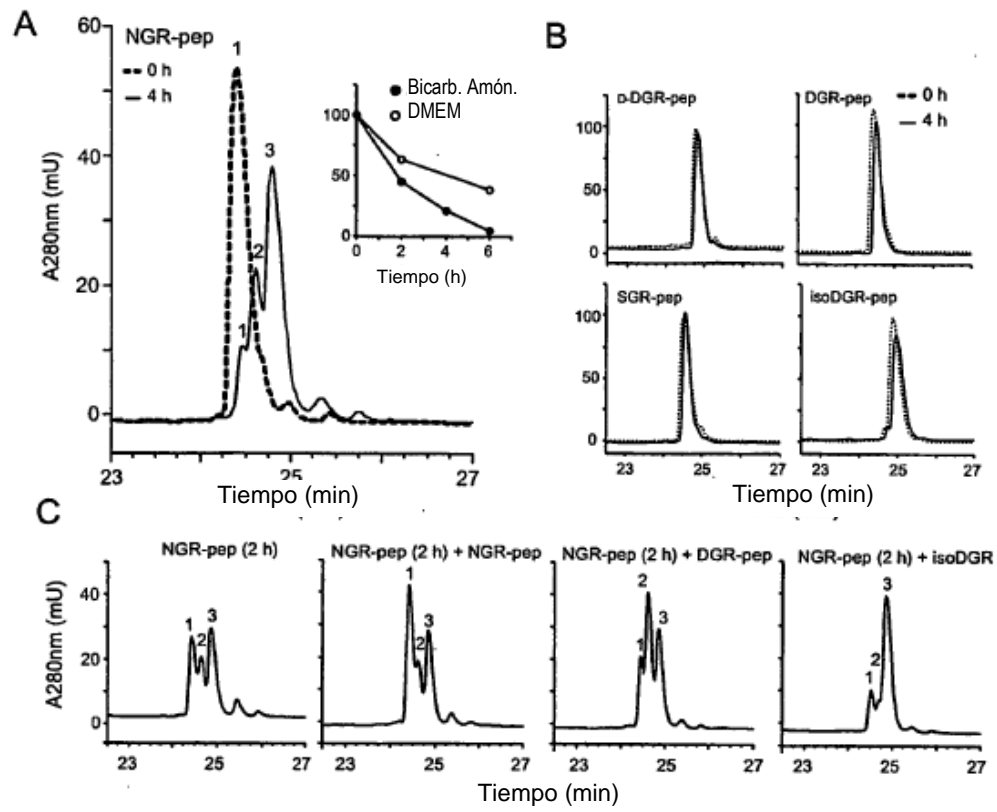 A
NGR-pep
0 h
4 h
A280nm (mU)
60
40
20
0
23
25
27
Tiempo (min)
1
2
3
1
Bicarb. Amón.
DMEM
100
75
50
25
0
0
2
4
6
Tiempo (h)
B
D-DGR-pep
DGR-pep
0 h
4 h
100
50
0
SGR-pep
isoDGR-pep
100
50
0
23
25
27
23
25
27
Tiempo (min)
C
NGR-pep (2 h)
NGR-pep (2 h) + NGR-pep
NGR-pep (2 h) + DGR-pep
NGR-pep (2 h) + isoDGR
A280nm (mU)
40
20
0
1
2
3
1
2
3
1
2
3
1
2
3
23
25
27
23
25
27
23
25
27
23
25
27
Tiempo (min)